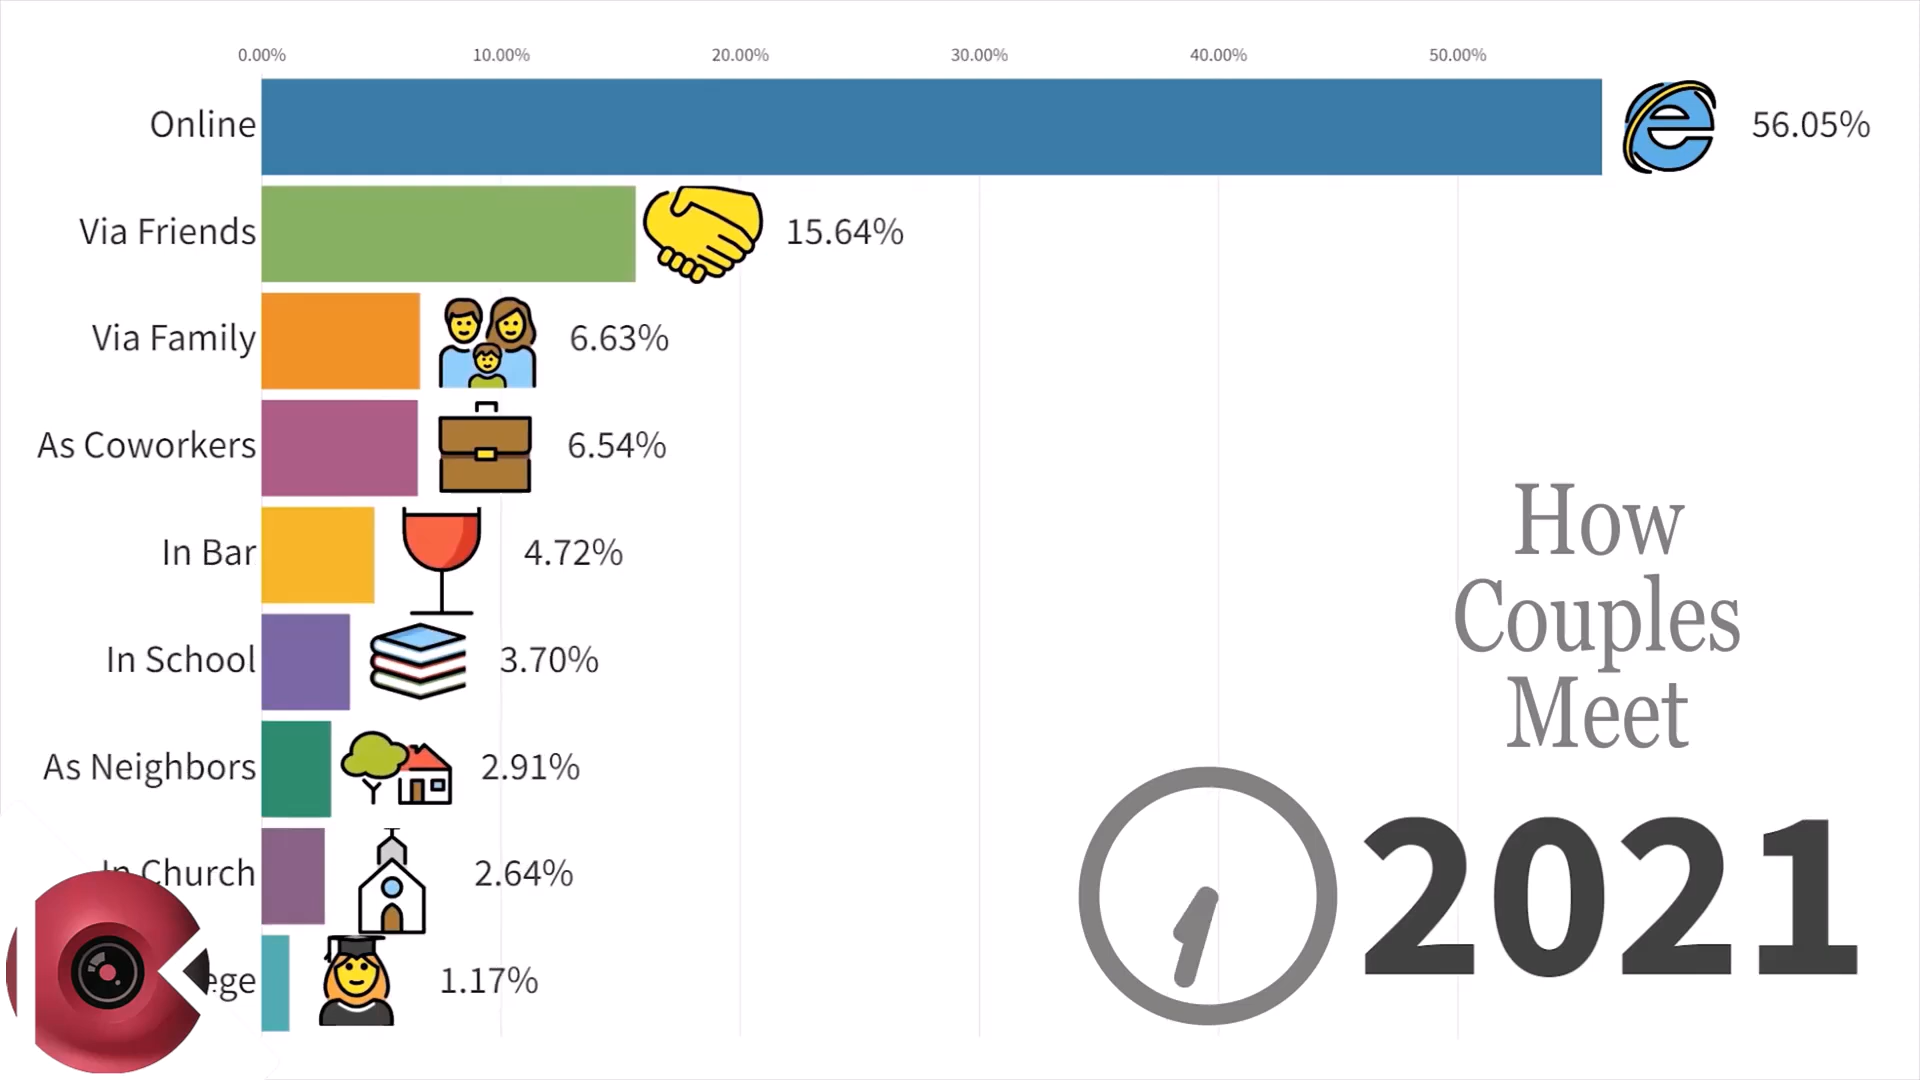 0.00% 10.00% 20.00% 30.00% 40.00% 50.00%
Online 56.05%
Via Friends 15.64%
Via Family 6.63%
As Coworkers 6.54%
In Bar 4.72%
In School 3.70%
As Neighbors 2.91%
In Church 2.64%
1.17%
How
Couples
Meet
2021